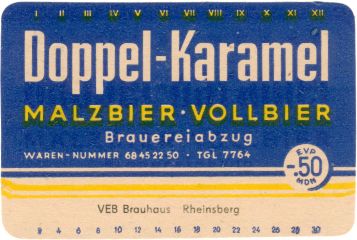 I II III IV V VI VII VIII IX X XI XII
Doppel-Karamel
MALZBIER · VOLLBIER
Brauereiabzug
WAREN-NUMMER 68 45 22 50 · TGL 7764
EVP
-.50
MDN
VEB Brauhaus Rheinsberg
2 4 6 8 10 12 14 16 18 20 22 24 26 28 30